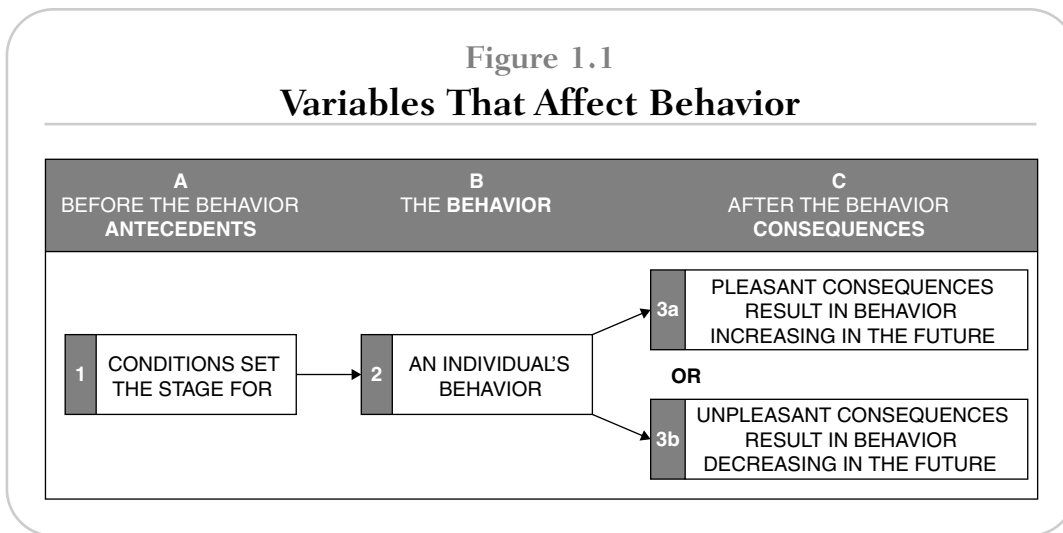 Figure 1.1
Variables That Affect Behavior
A
BEFORE THE BEHAVIOR
ANTECEDENTS
B
THE BEHAVIOR
C
AFTER THE BEHAVIOR
CONSEQUENCES
1
CONDITIONS SET
THE STAGE FOR
2
AN INDIVIDUAL'S
BEHAVIOR
3a
PLEASANT CONSEQUENCES
RESULT IN BEHAVIOR
INCREASING IN THE FUTURE
OR
3b
UNPLEASANT CONSEQUENCES
RESULT IN BEHAVIOR
DECREASING IN THE FUTURE